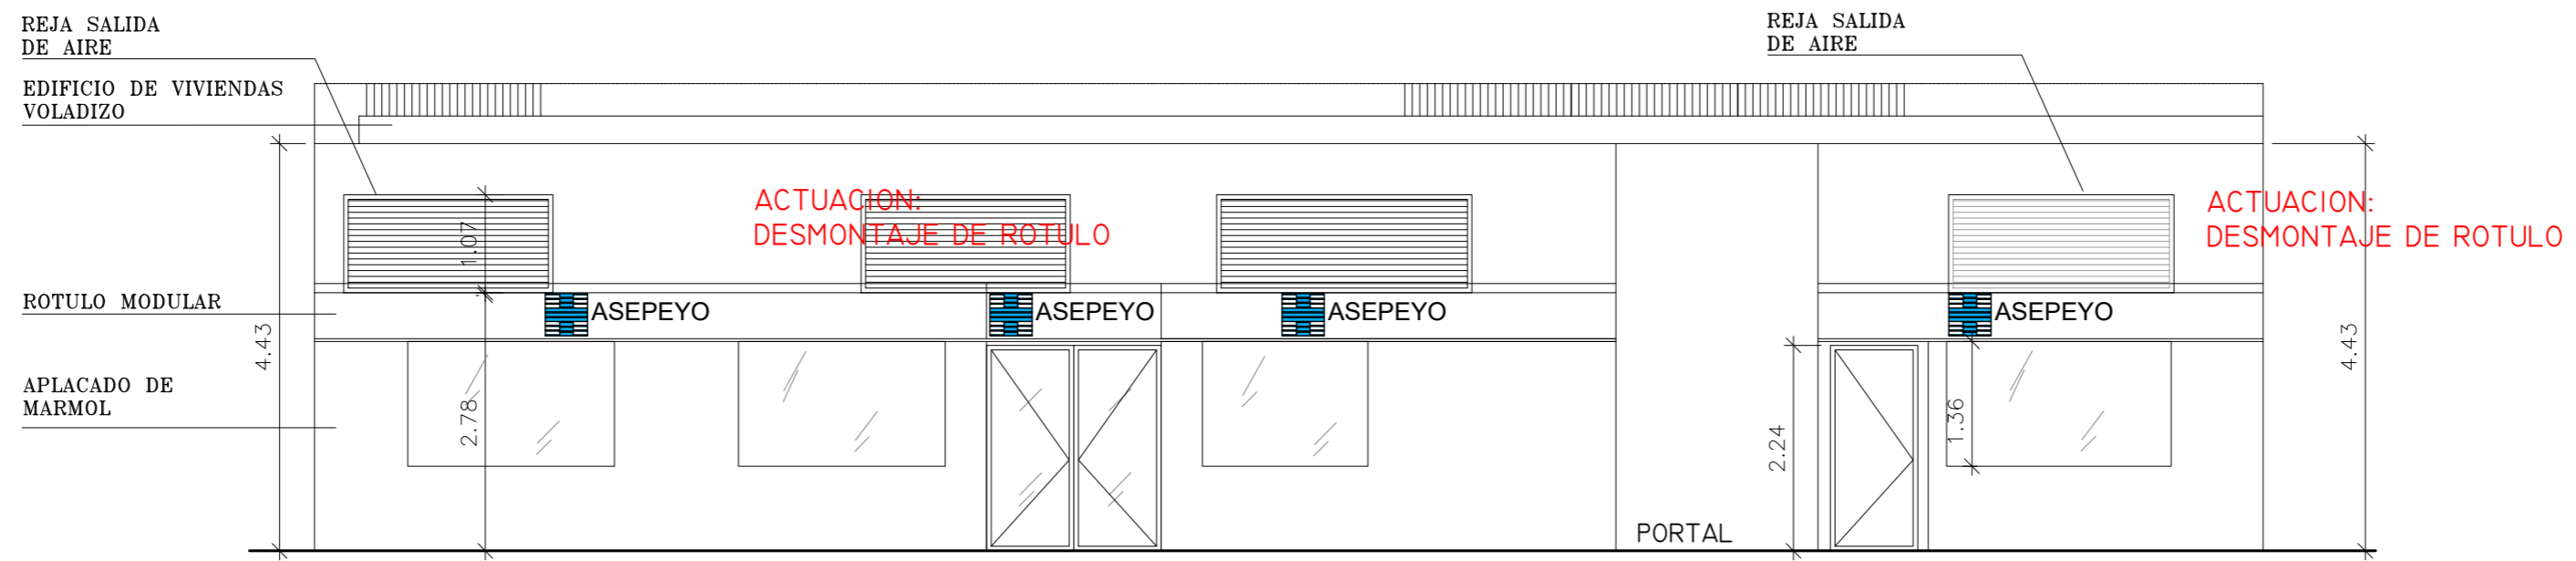 REJA SALIDA
DE AIRE
REJA SALIDA
DE AIRE
EDIFICIO DE VIVIENDAS
VOLADIZO
ACTUACION:
DESMONTAJE DE ROTULO
ACTUACION:
DESMONTAJE DE ROTULO
1.07
ROTULO MODULAR
ASEPEYO
ASEPEYO
ASEPEYO
ASEPEYO
4.43
4.43
APLACADO DE
MARMOL
2.78
2.24
1.36
PORTAL